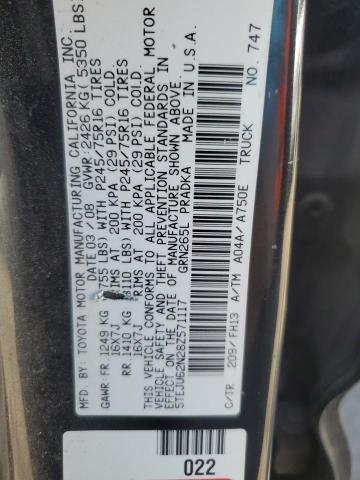 MFD. BY: TOYOTA MOTOR MANUFACTURING CALIFORNIA, INC.
DATE: 03/08 GVWR: KG (5350 LBS)
GAWR: FR. 1249 KG (2755 LBS) WITH P245/75R16 TIRES
16X7J RIMS AT 200 KPA (29 PSI) COLD.
RR. 1410 KG LBS) WITH P245/75R16 TIRES
16X7J RIMS AT 200 KPA (29 PSI) COLD.
THIS VEHICLE CONFORMS TO ALL APPLICABLE FEDERAL MOTOR
VEHICLE SAFETY AND THEFT PREVENTION STANDARDS IN
EFFECT ON THE DATE OF MANUFACTURE SHOWN ABOVE.
5TEJU62N28Z571117 GRN265L PRADKA MADE IN U.S.A.
TRUCK
C/TR 209/FH13 A/TM A04A/A750E NO. 747
022